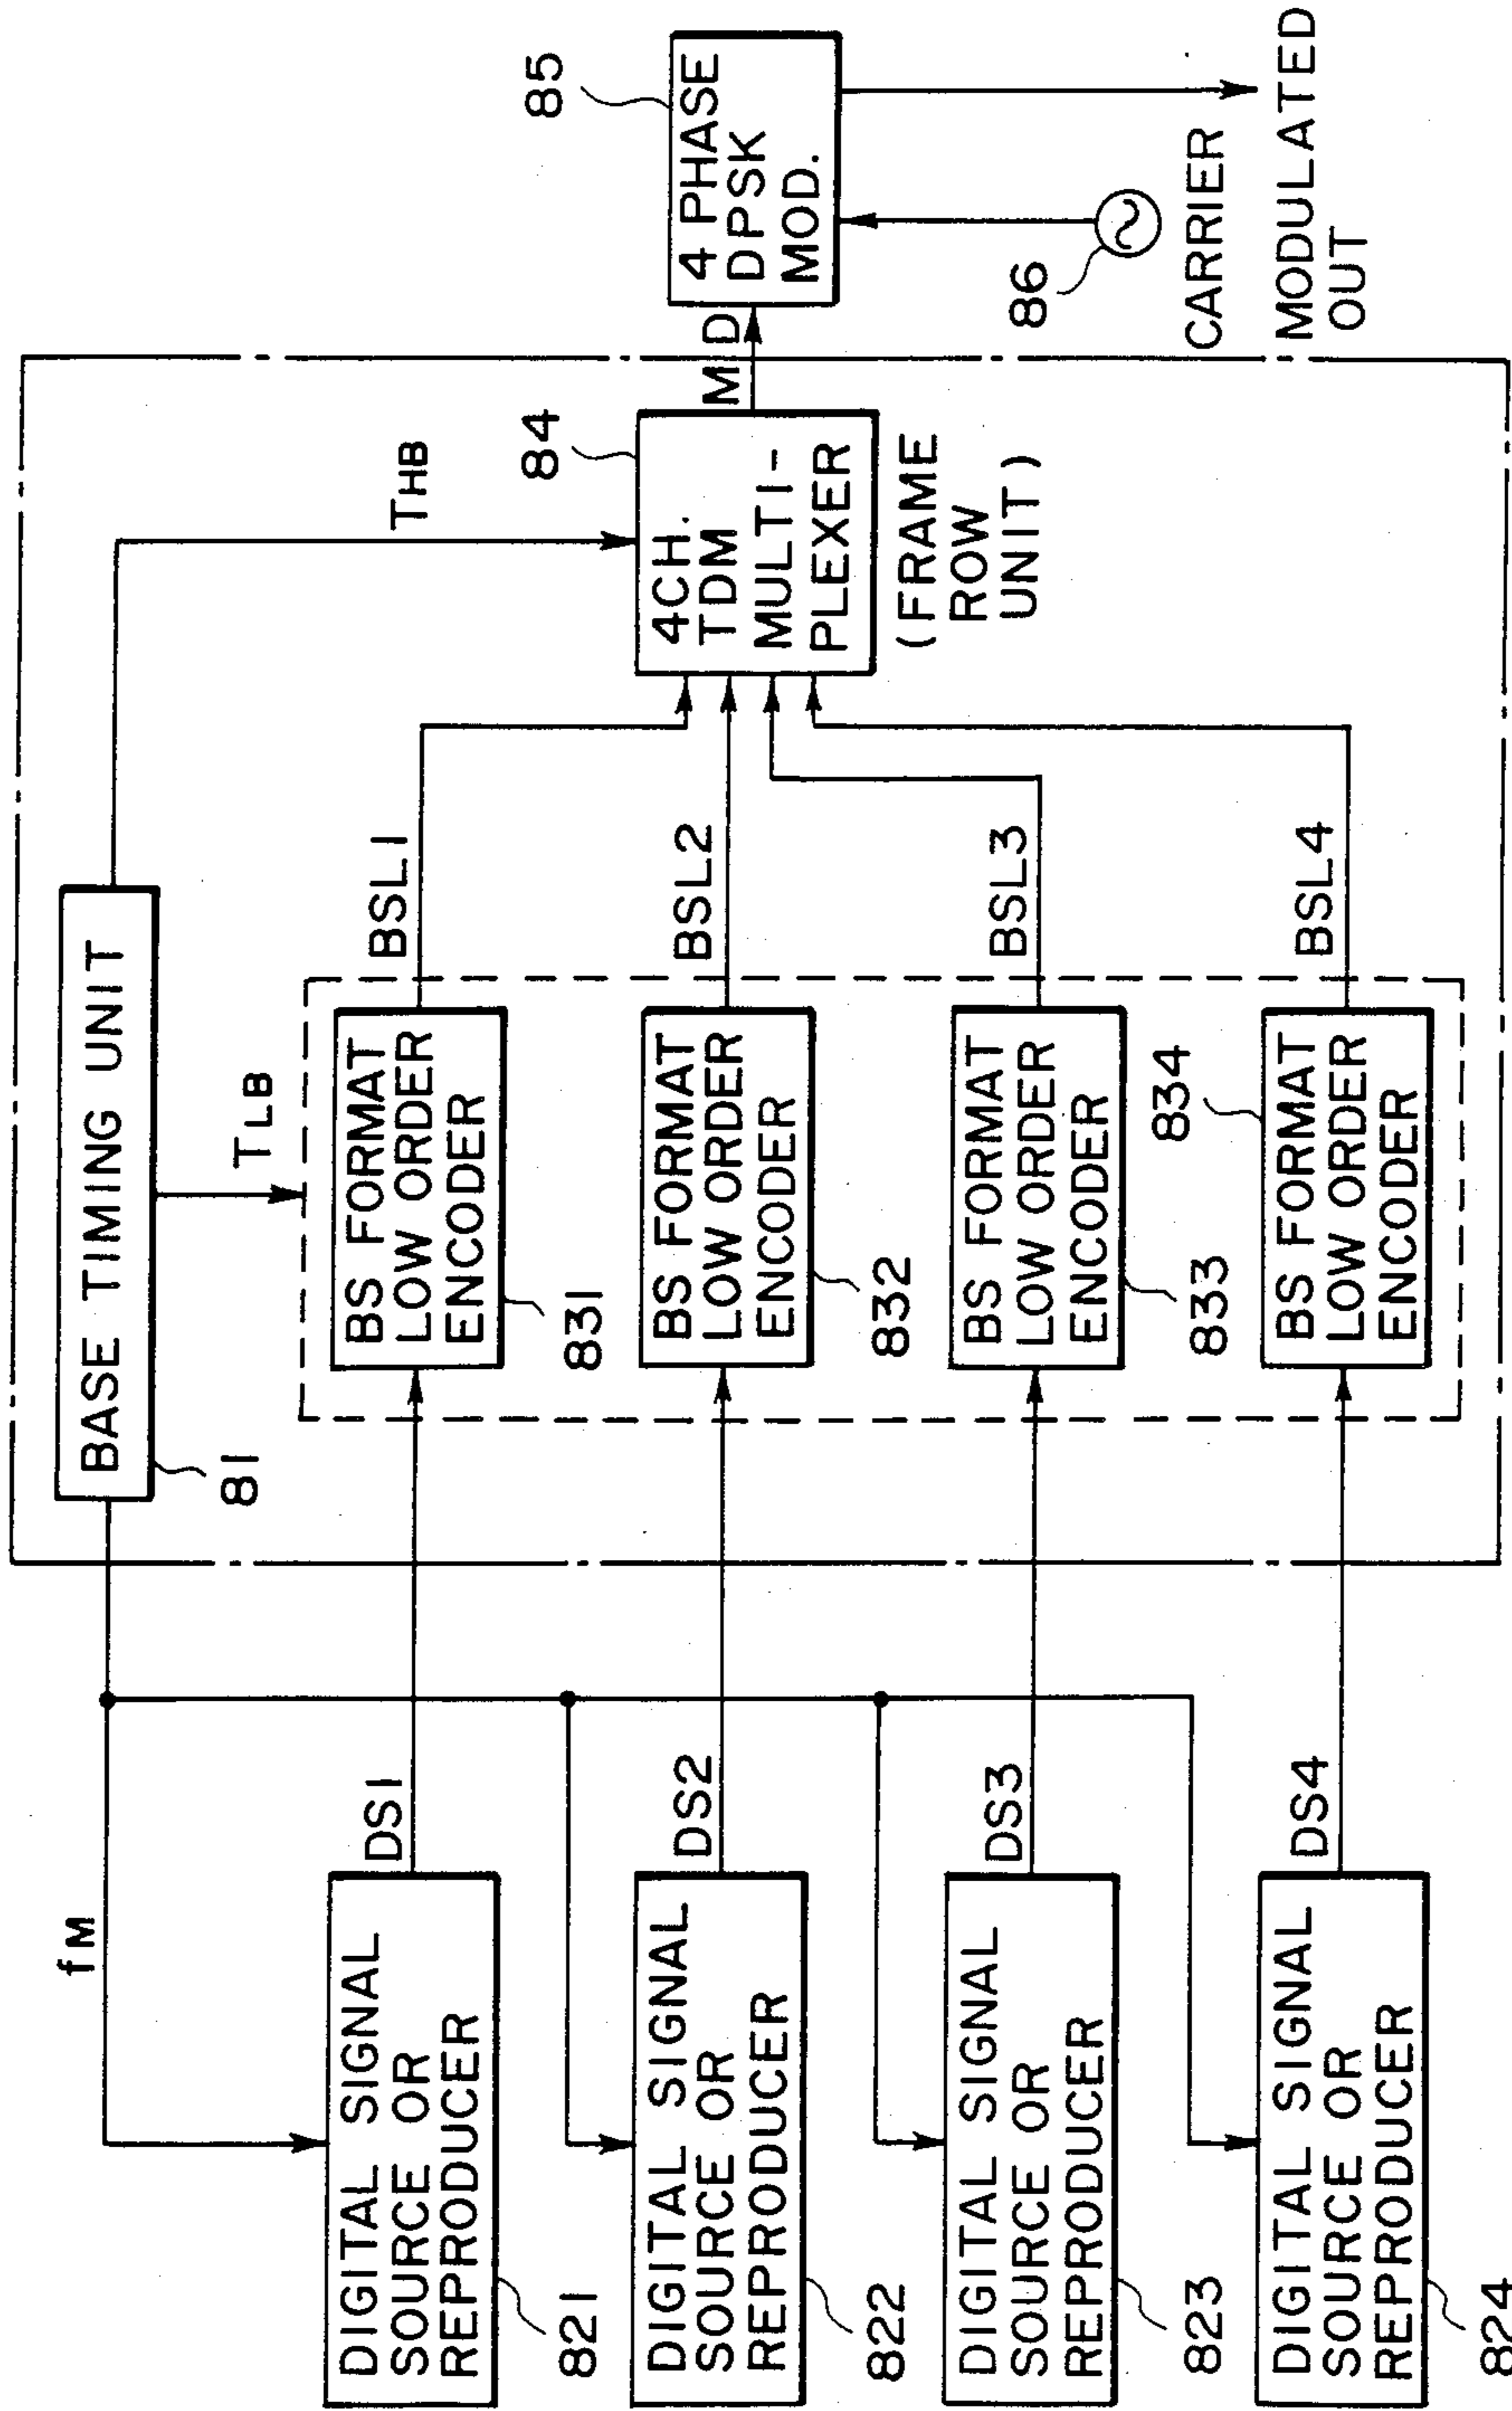 fM
BASE TIMING UNIT
81
TLB
THB
DIGITAL SIGNAL
SOURCE OR
REPRODUCER
821
DS1
BS FORMAT
LOW ORDER
ENCODER
831
BSL1
DIGITAL SIGNAL
SOURCE OR
REPRODUCER
822
DS2
BS FORMAT
LOW ORDER
ENCODER
832
BSL2
DIGITAL SIGNAL
SOURCE OR
REPRODUCER
823
DS3
BS FORMAT
LOW ORDER
ENCODER
833
BSL3
DIGITAL SIGNAL
SOURCE OR
REPRODUCER
824
DS4
BS FORMAT
LOW ORDER
ENCODER
834
BSL4
84
4CH.
TDM
MULTI-
PLEXER
(FRAME
ROW
UNIT)
MD
85
4 PHASE
DPSK
MOD.
86
CARRIER
MODULATED
OUT